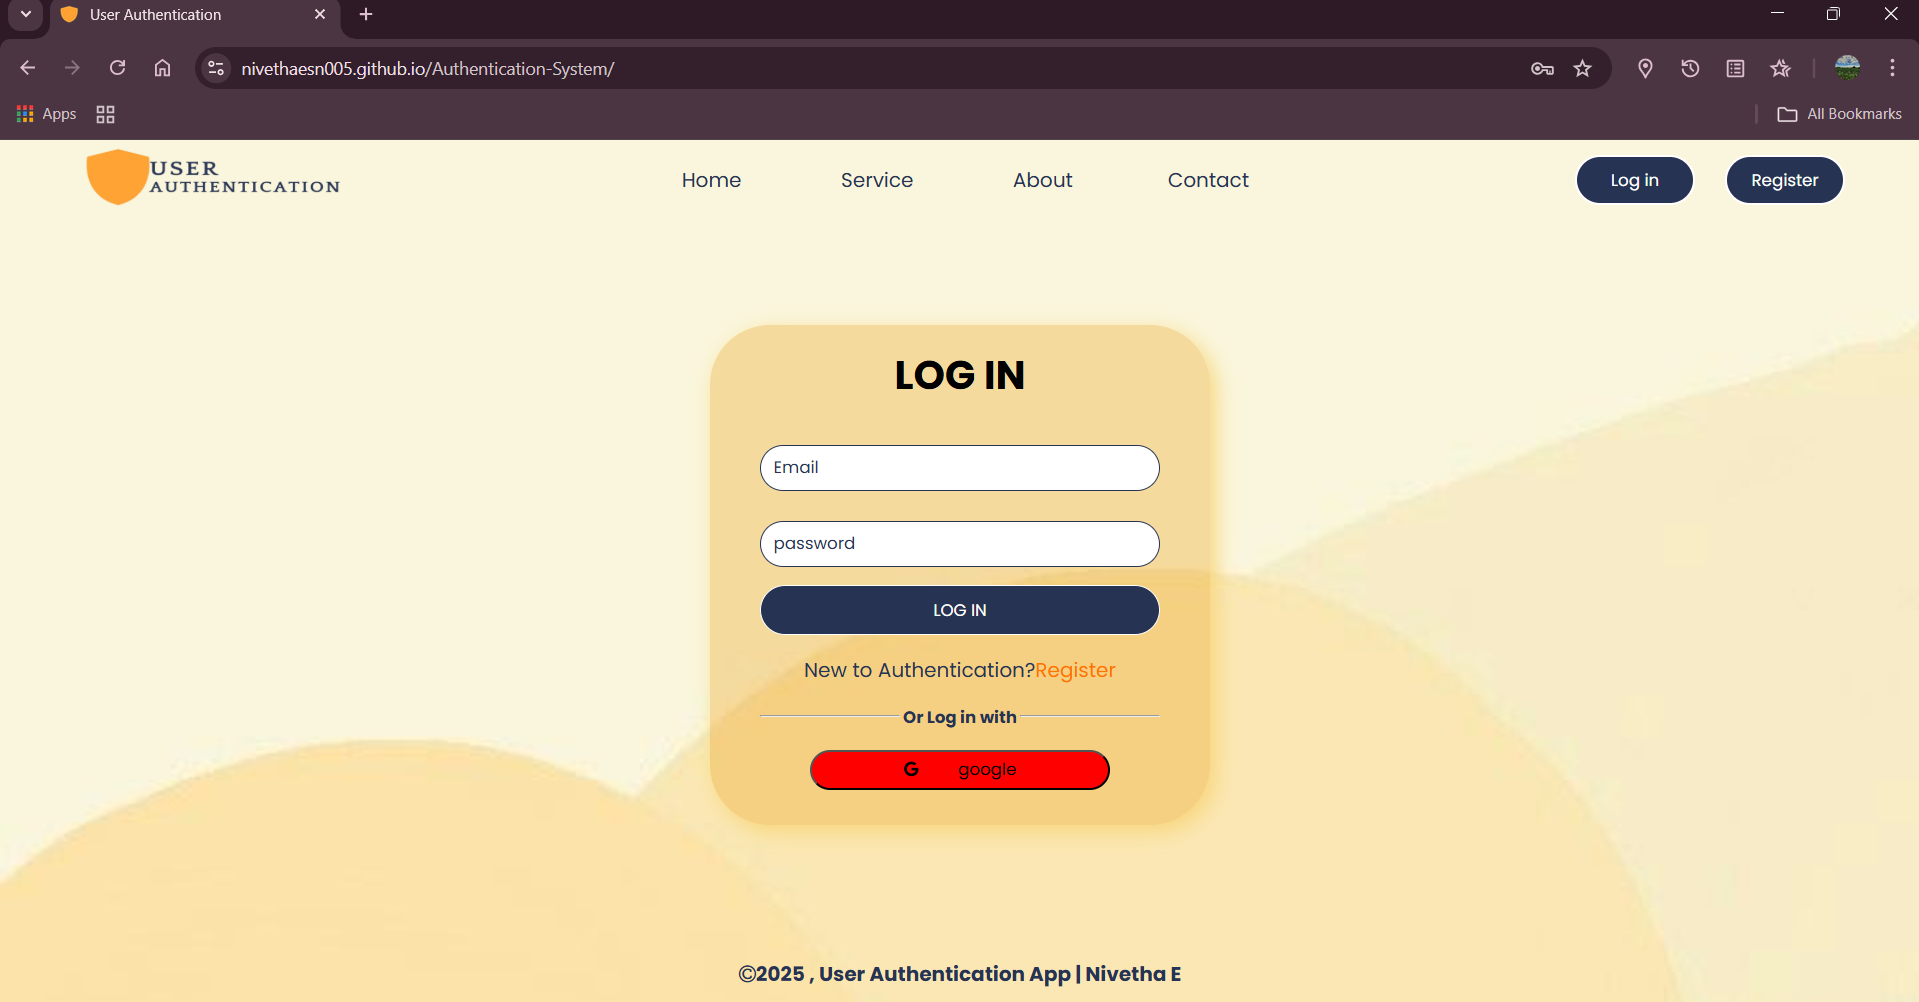 User Authentication
nivethaesn005.github.io/Authentication-System/
Apps
All Bookmarks
USER
AUTHENTICATION
Home
Service
About
Contact
Log in
Register
LOG IN
Email
password
LOG IN
New to Authentication?Register
Or Log in with
G google
©2025 , User Authentication App | Nivetha E